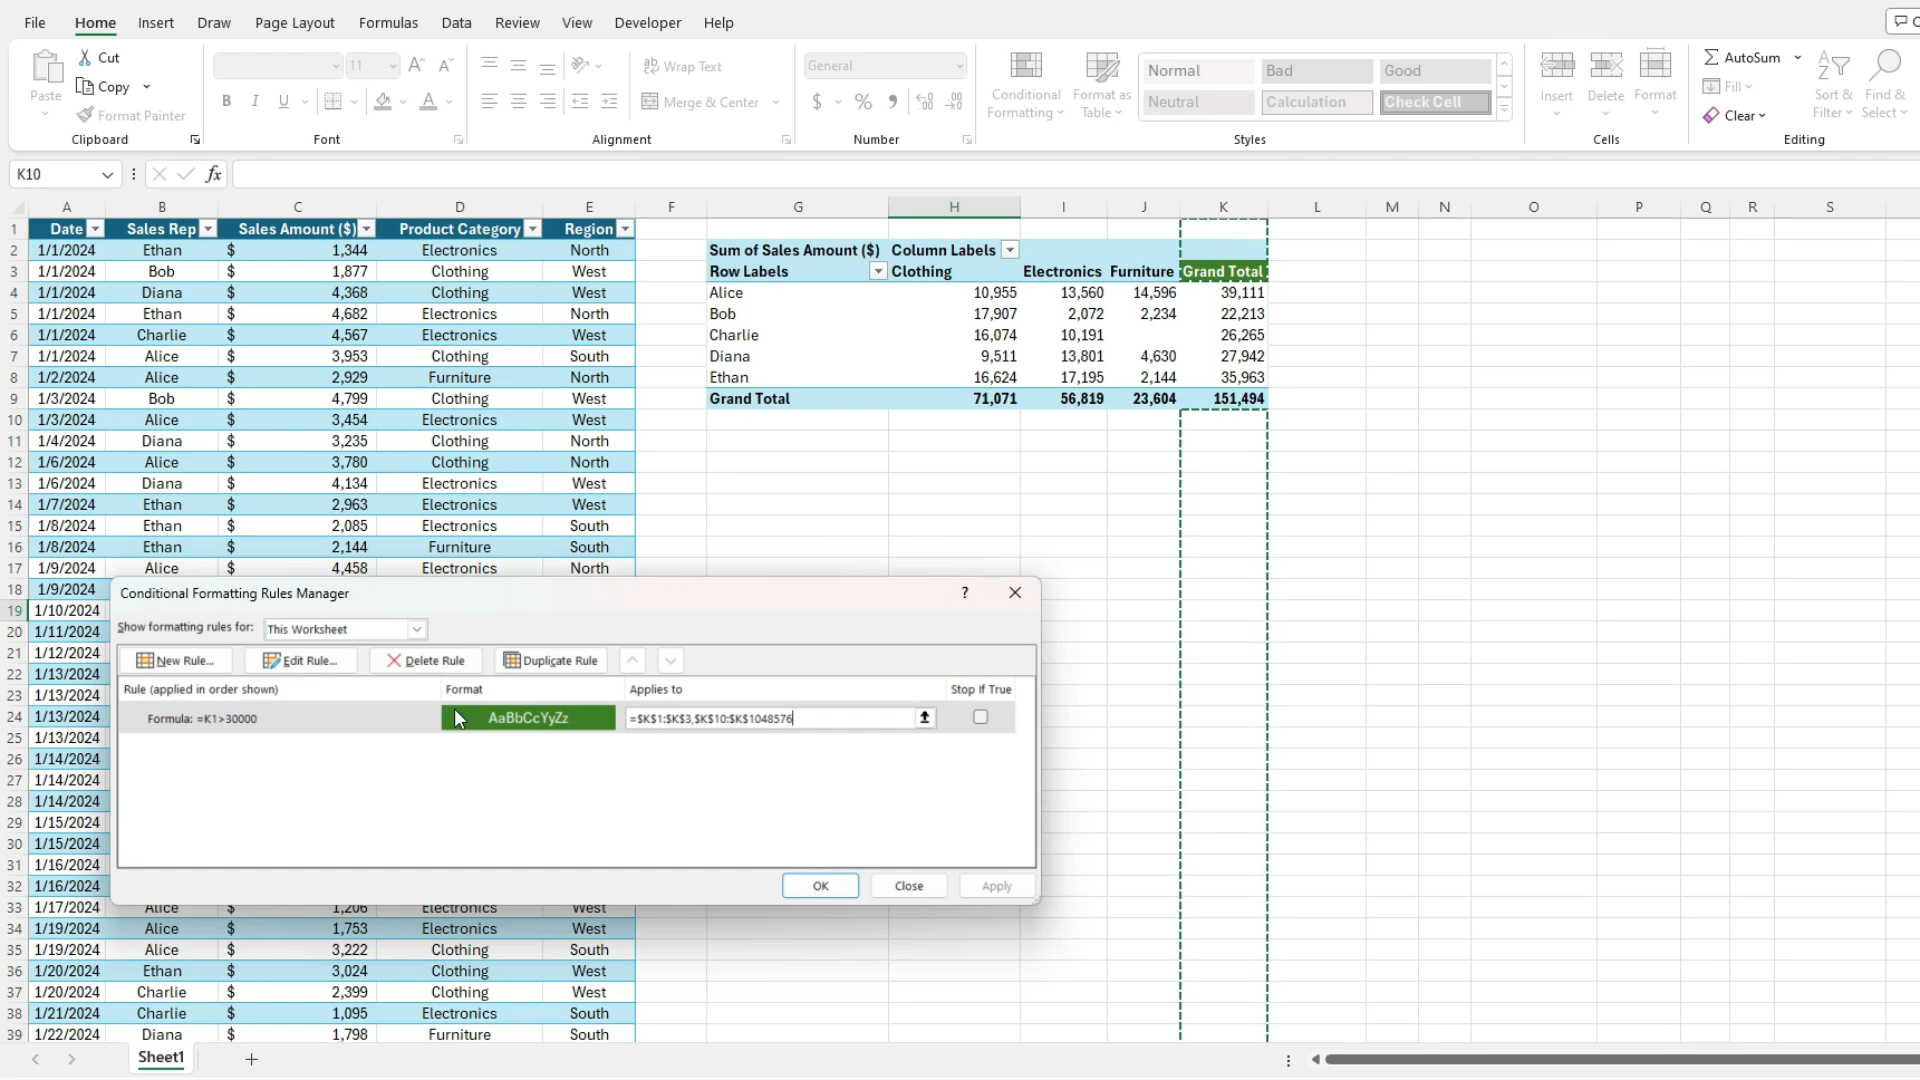 File Home Insert Draw Page Layout Formulas Data Review View Developer Help
Cut
Copy
Format Painter
Paste
Clipboard
11
B I U
Font
Wrap Text
Merge & Center
Alignment
General
$ % 9
Number
Conditional Formatting
Format as Table
Normal Bad Good
Neutral Calculation Check Cell
Styles
Insert Delete Format
Cells
AutoSum
Fill
Clear
Sort & Filter
Find & Select
Editing
K10 fx
A B C D E F G H I J K L M N O P Q R S
1 Date Sales Rep Sales Amount ($) Product Category Region
2 1/1/2024 Ethan $ 1,344 Electronics North Sum of Sales Amount ($) Column Labels
3 1/1/2024 Bob $ 1,877 Clothing West Row Labels Clothing Electronics Furniture Grand Total
4 1/1/2024 Diana $ 4,368 Clothing West Alice 10,955 13,560 14,596 39,111
5 1/1/2024 Ethan $ 4,682 Electronics North Bob 17,907 2,072 2,234 22,213
6 1/1/2024 Charlie $ 4,567 Electronics West Charlie 16,074 10,191 26,265
7 1/1/2024 Alice $ 3,953 Clothing South Diana 9,511 13,801 4,630 27,942
8 1/2/2024 Alice $ 2,929 Furniture North Ethan 16,624 17,195 2,144 35,963
9 1/3/2024 Bob $ 4,799 Clothing West Grand Total 71,071 56,819 23,604 151,494
10 1/3/2024 Alice $ 3,454 Electronics West
11 1/4/2024 Diana $ 3,235 Clothing North
12 1/6/2024 Alice $ 3,780 Clothing North
13 1/6/2024 Diana $ 4,134 Electronics West
14 1/7/2024 Ethan $ 2,963 Electronics West
15 1/8/2024 Ethan $ 2,085 Electronics South
16 1/8/2024 Ethan $ 2,144 Furniture South
17 1/9/2024 Alice $ 4,458 Electronics North
18 1/9/2024
19 1/10/2024
20 1/11/2024
21 1/12/2024
22 1/13/2024
23 1/13/2024
24 1/13/2024
25 1/13/2024
26 1/14/2024
27 1/14/2024
28 1/14/2024
29 1/15/2024
30 1/15/2024
31 1/16/2024
32 1/16/2024
Conditional Formatting Rules Manager ?
Show formatting rules for: This Worksheet
New Rule... Edit Rule... Delete Rule Duplicate Rule
Rule (applied in order shown) Format Applies to Stop If True
Formula: =K1>30000 AaBbCcYyZz =$K$1:$K$3,$K$10:$K$1048576
OK Close Apply
33 1/17/2024 Alice $ 1,206 Electronics West
34 1/19/2024 Alice $ 1,753 Electronics West
35 1/19/2024 Alice $ 3,222 Clothing South
36 1/20/2024 Ethan $ 3,024 Clothing West
37 1/20/2024 Charlie $ 2,399 Clothing West
38 1/21/2024 Charlie $ 1,095 Electronics South
39 1/22/2024 Diana $ 1,798 Furniture South
Sheet1